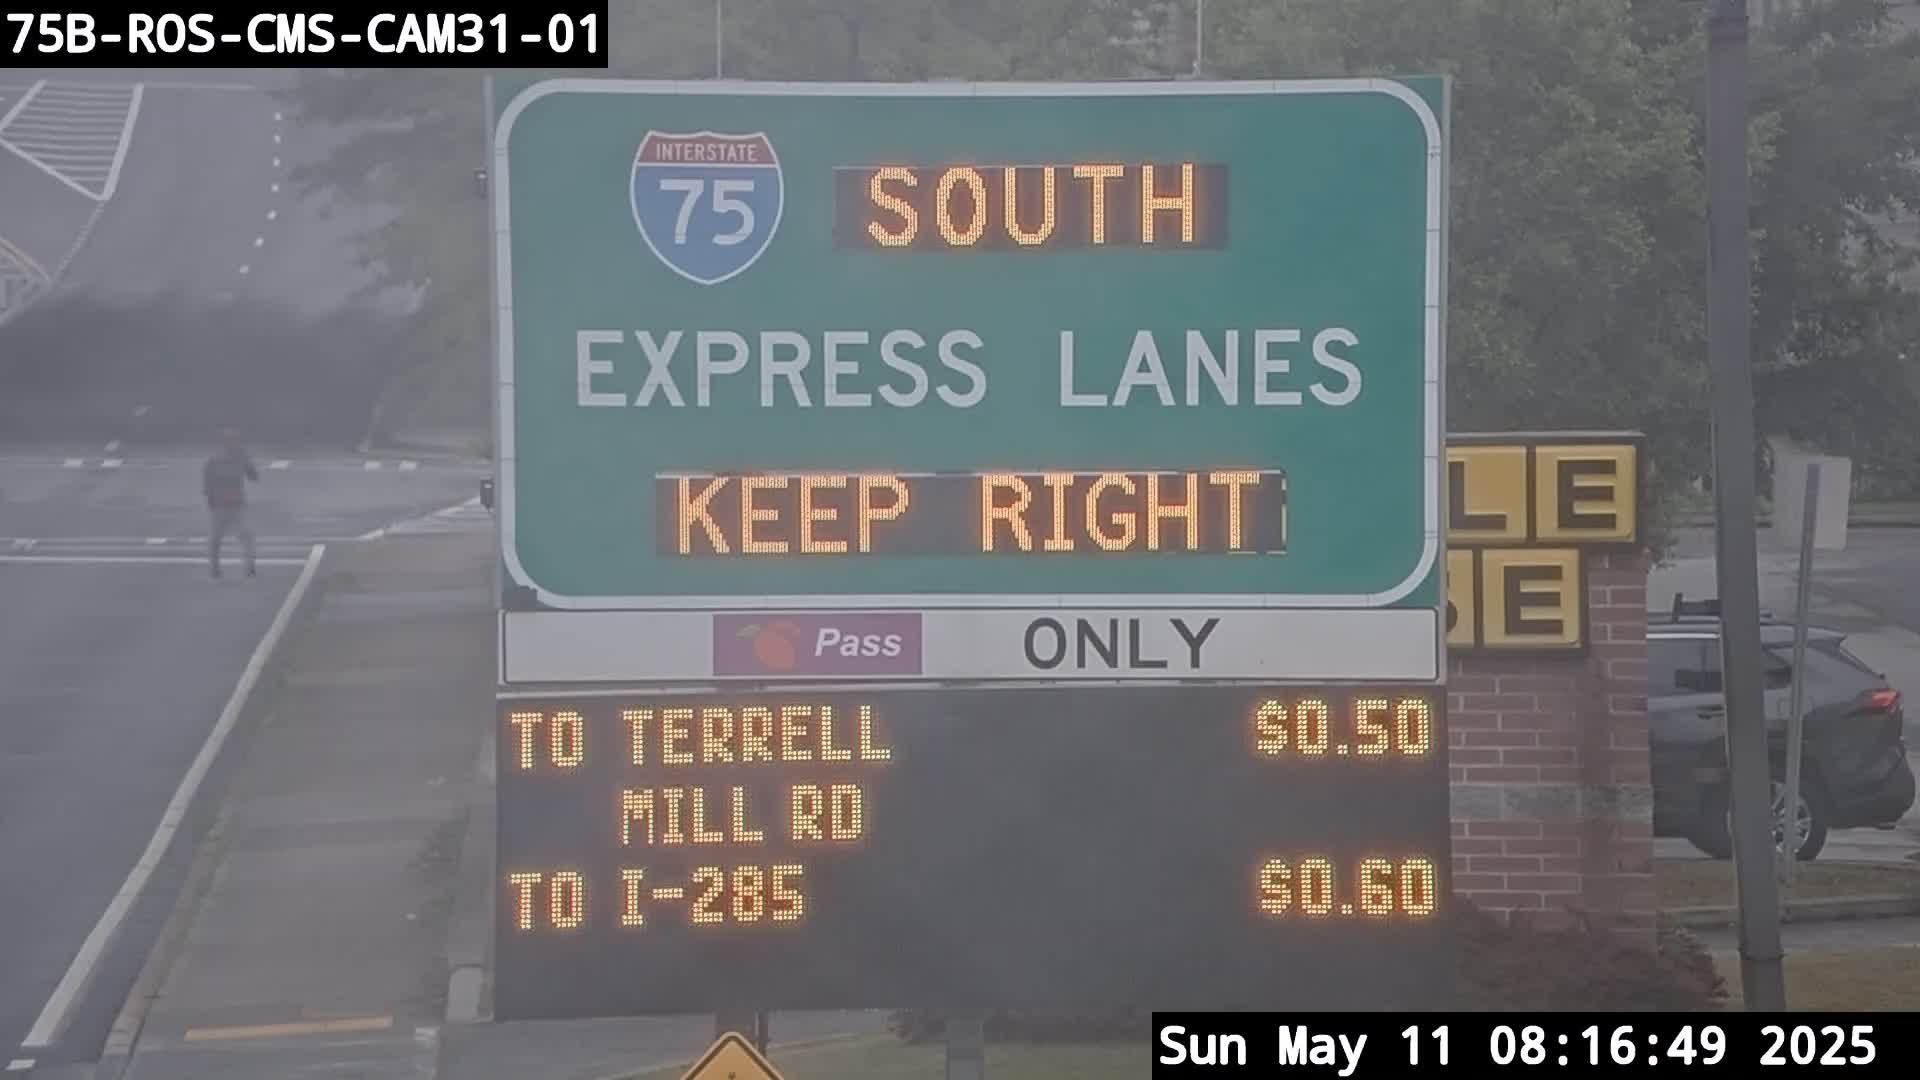 75B-ROS-CMS-CAM31-01
INTERSTATE
75
SOUTH
EXPRESS LANES
KEEP RIGHT
Pass ONLY
TO TERRELL $0.50
MILL RD
TO I-285 $0.60
LE
E
Sun May 11 08:16:49 2025